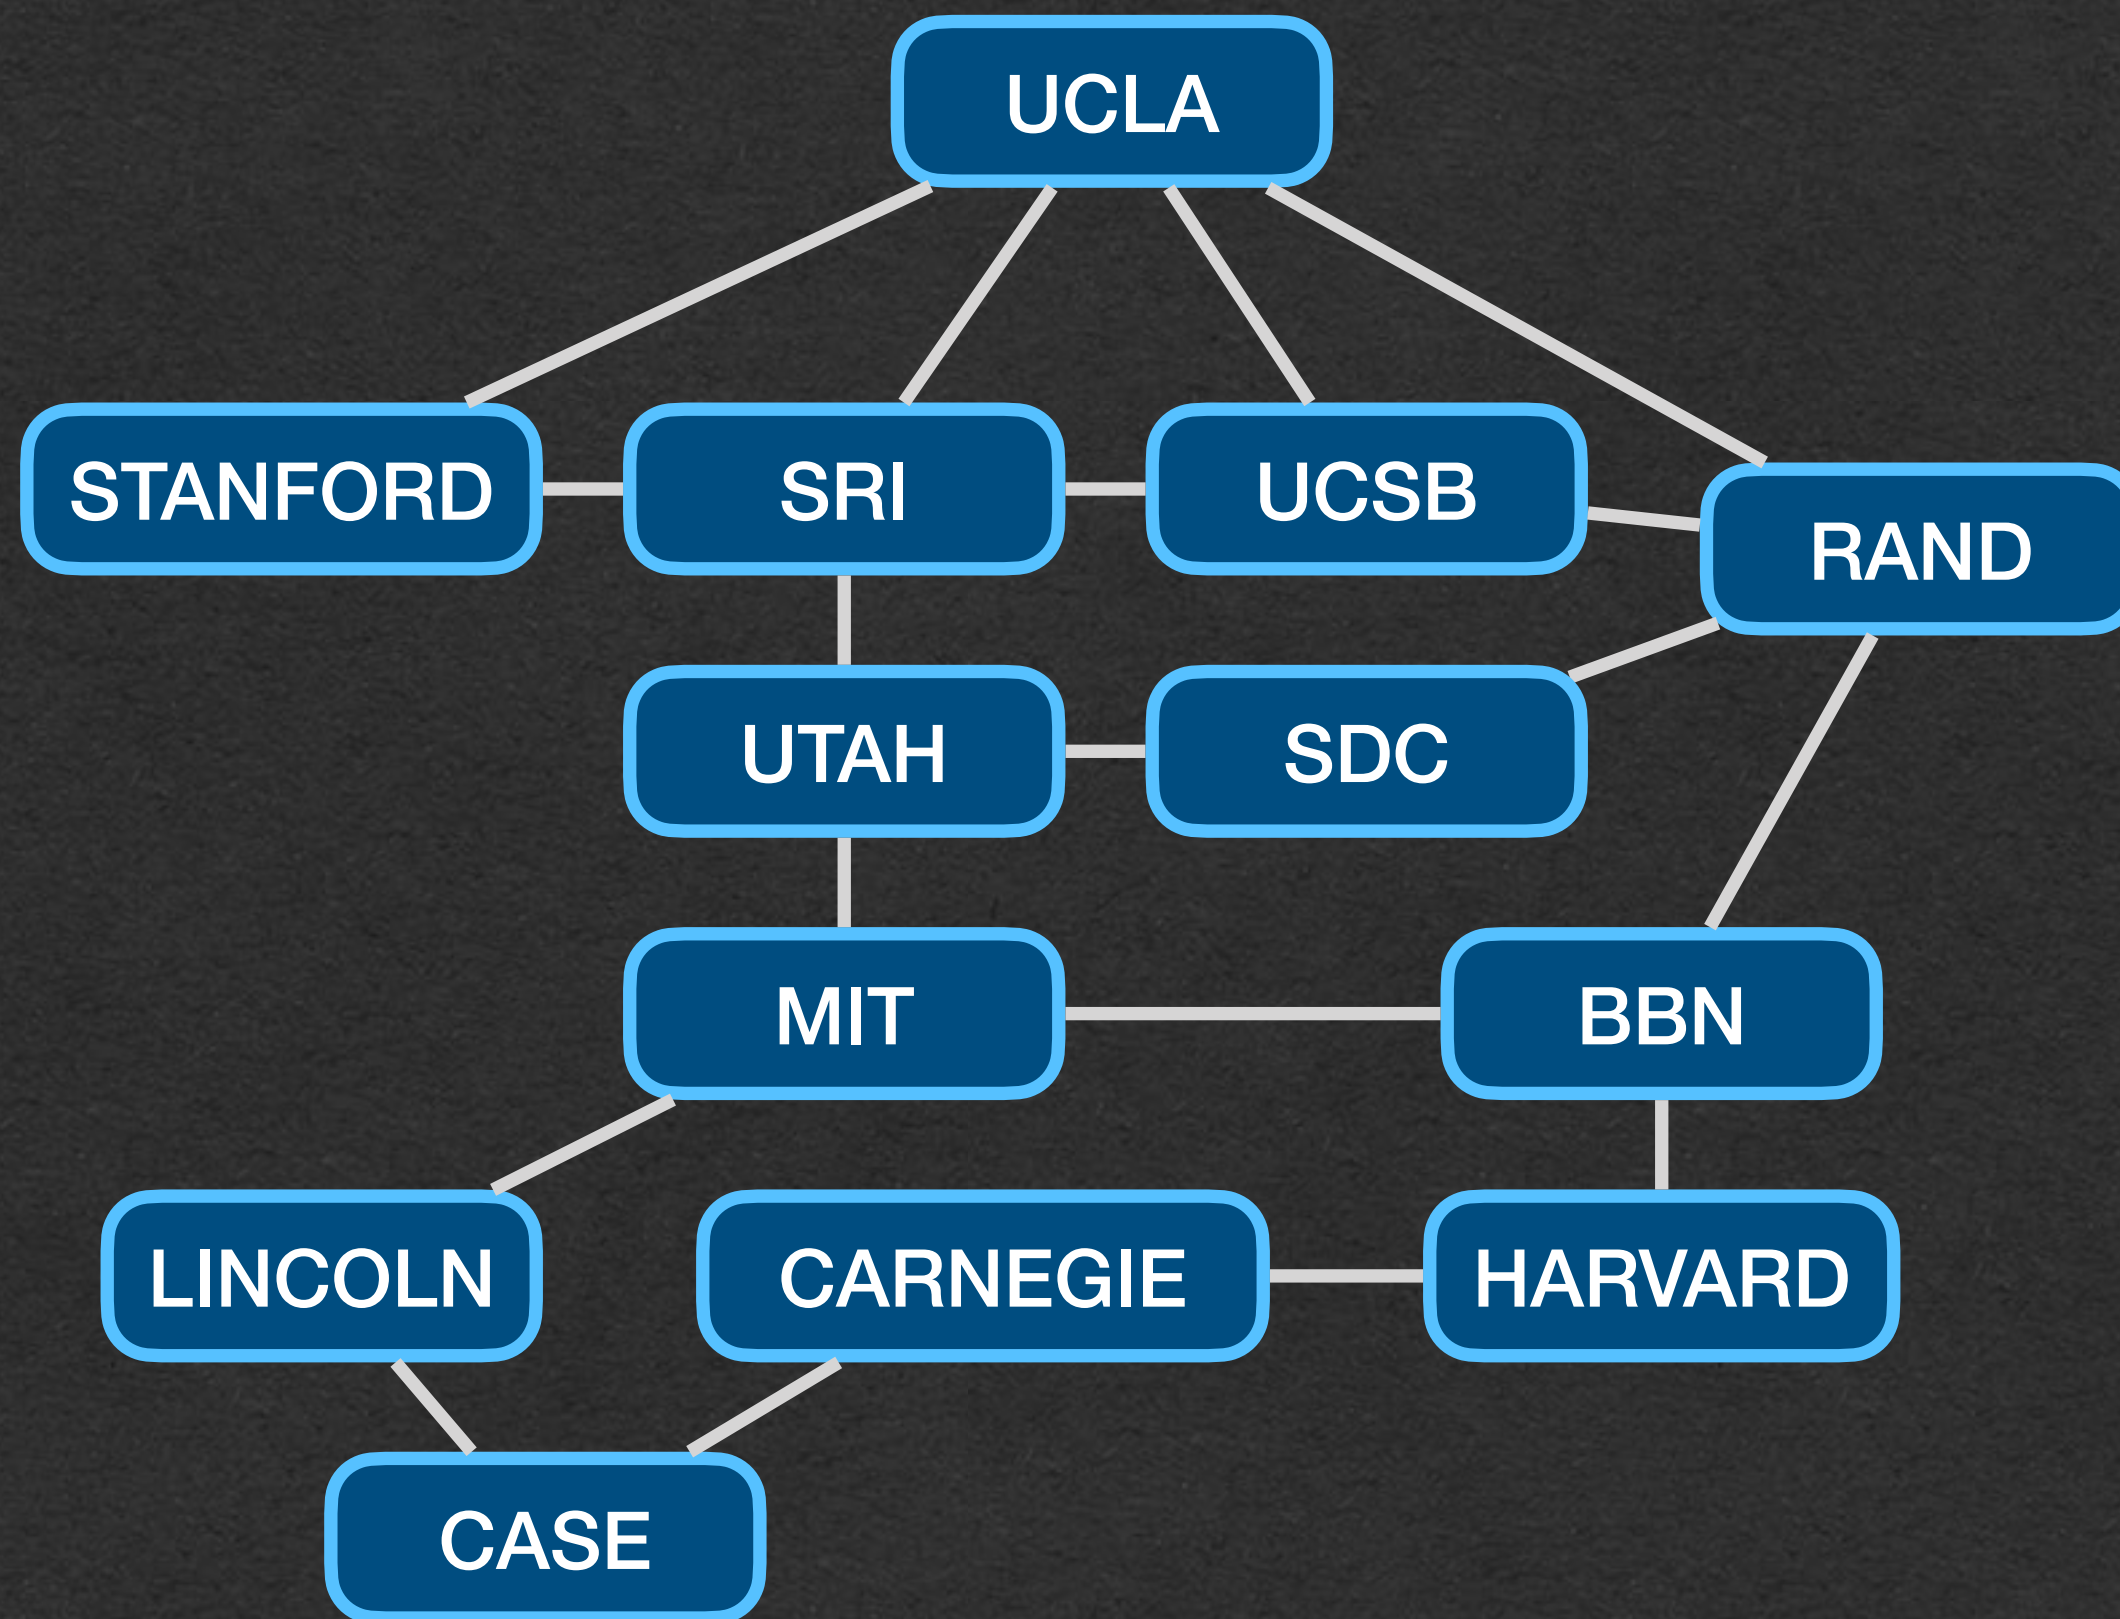 UCLA
STANFORD
SRI
UCSB
RAND
UTAH
SDC
MIT
BBN
LINCOLN
CARNEGIE
HARVARD
CASE